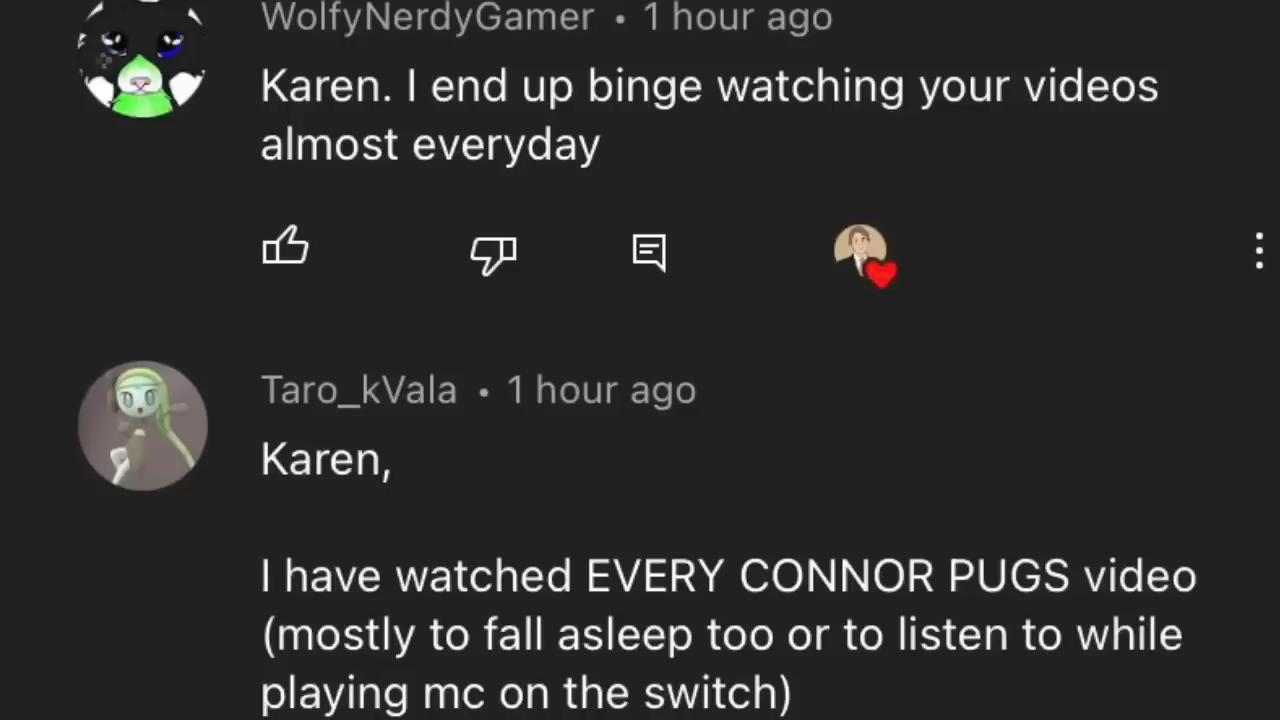 WolfyNerdyGamer • 1 hour ago
Karen. I end up binge watching your videos
almost everyday
Taro_kVala • 1 hour ago
Karen,
I have watched EVERY CONNOR PUGS video
(mostly to fall asleep too or to listen to while
playing mc on the switch)